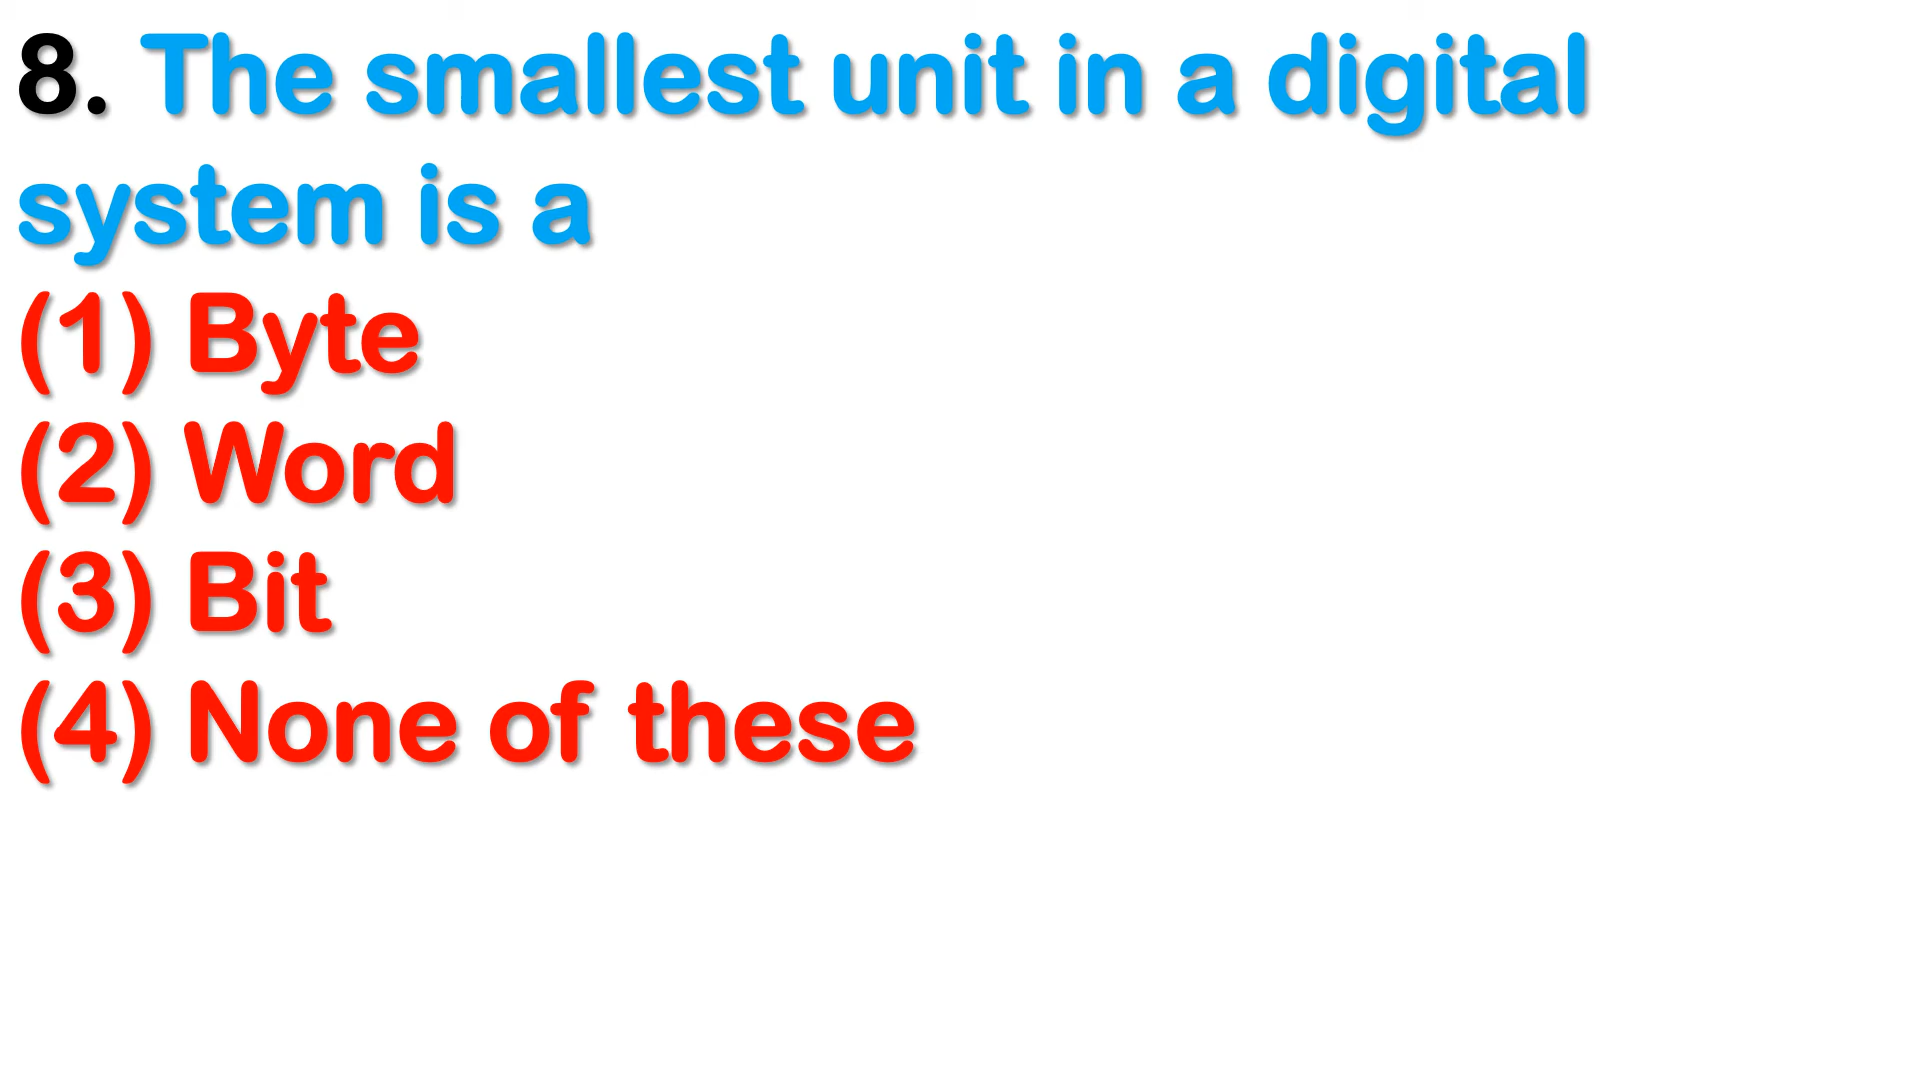 8. The smallest unit in a digital
system is a
(1) Byte
(2) Word
(3) Bit
(4) None of these